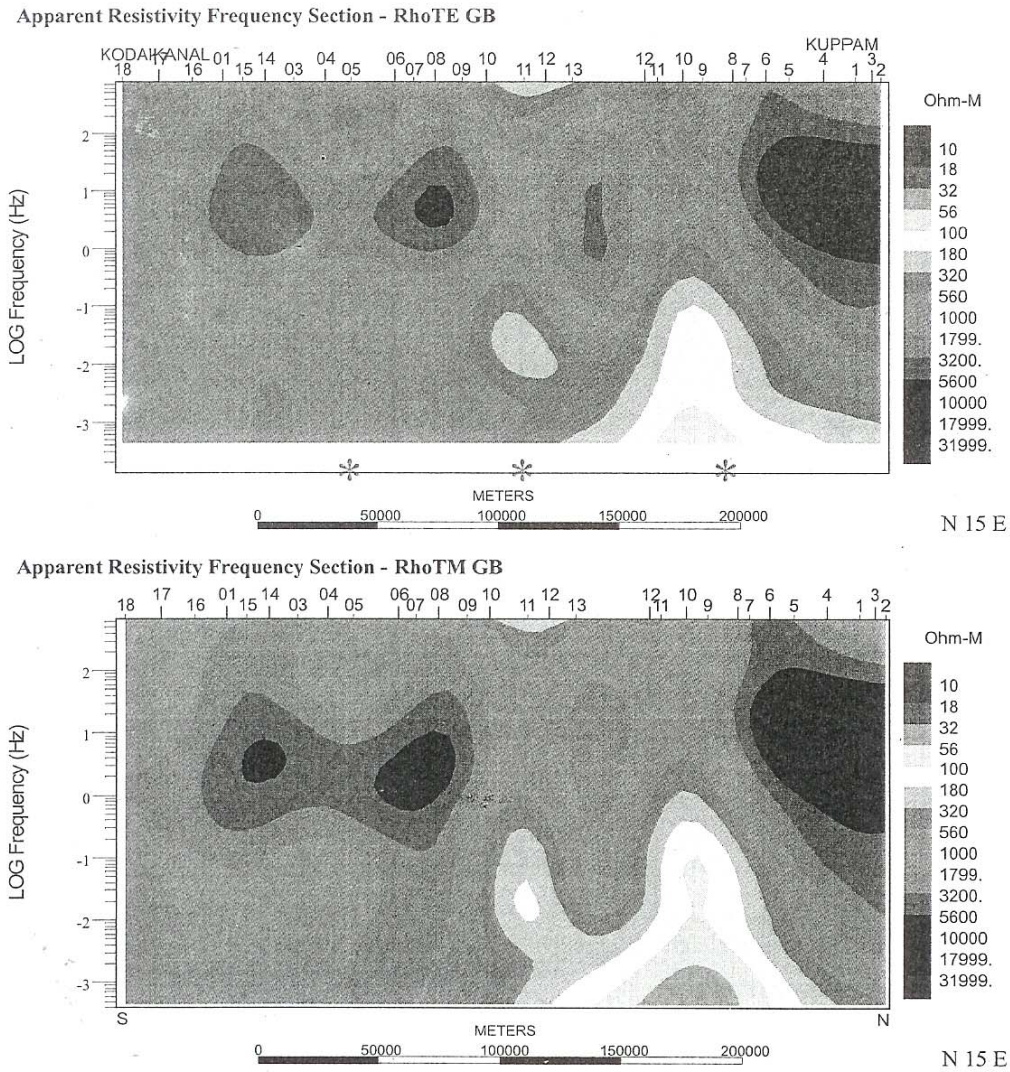 Apparent Resistivity Frequency Section - RhoTE GB
KODAIKANAL KUPPAM
18 17 16 01 15 14 03 04 05 06 07 08 09 10 11 12 13 12 11 10 9 8 7 6 5 4 1 3 2
Ohm-M
10
18
32
56
100
180
320
560
1000
1799.
3200.
5600
10000
17999.
31999.
LOG Frequency (Hz)
2
1
0
-1
-2
-3
METERS
0 50000 100000 150000 200000
N 15 E
Apparent Resistivity Frequency Section - RhoTM GB
18 17 16 01 15 14 03 04 05 06 07 08 09 10 11 12 13 12 11 10 9 8 7 6 5 4 1 3 2
Ohm-M
10
18
32
56
100
180
320
560
1000
1799.
3200.
5600
10000
17999.
31999.
LOG Frequency (Hz)
2
1
0
-1
-2
-3
S N
METERS
0 50000 100000 150000 200000
N 15 E